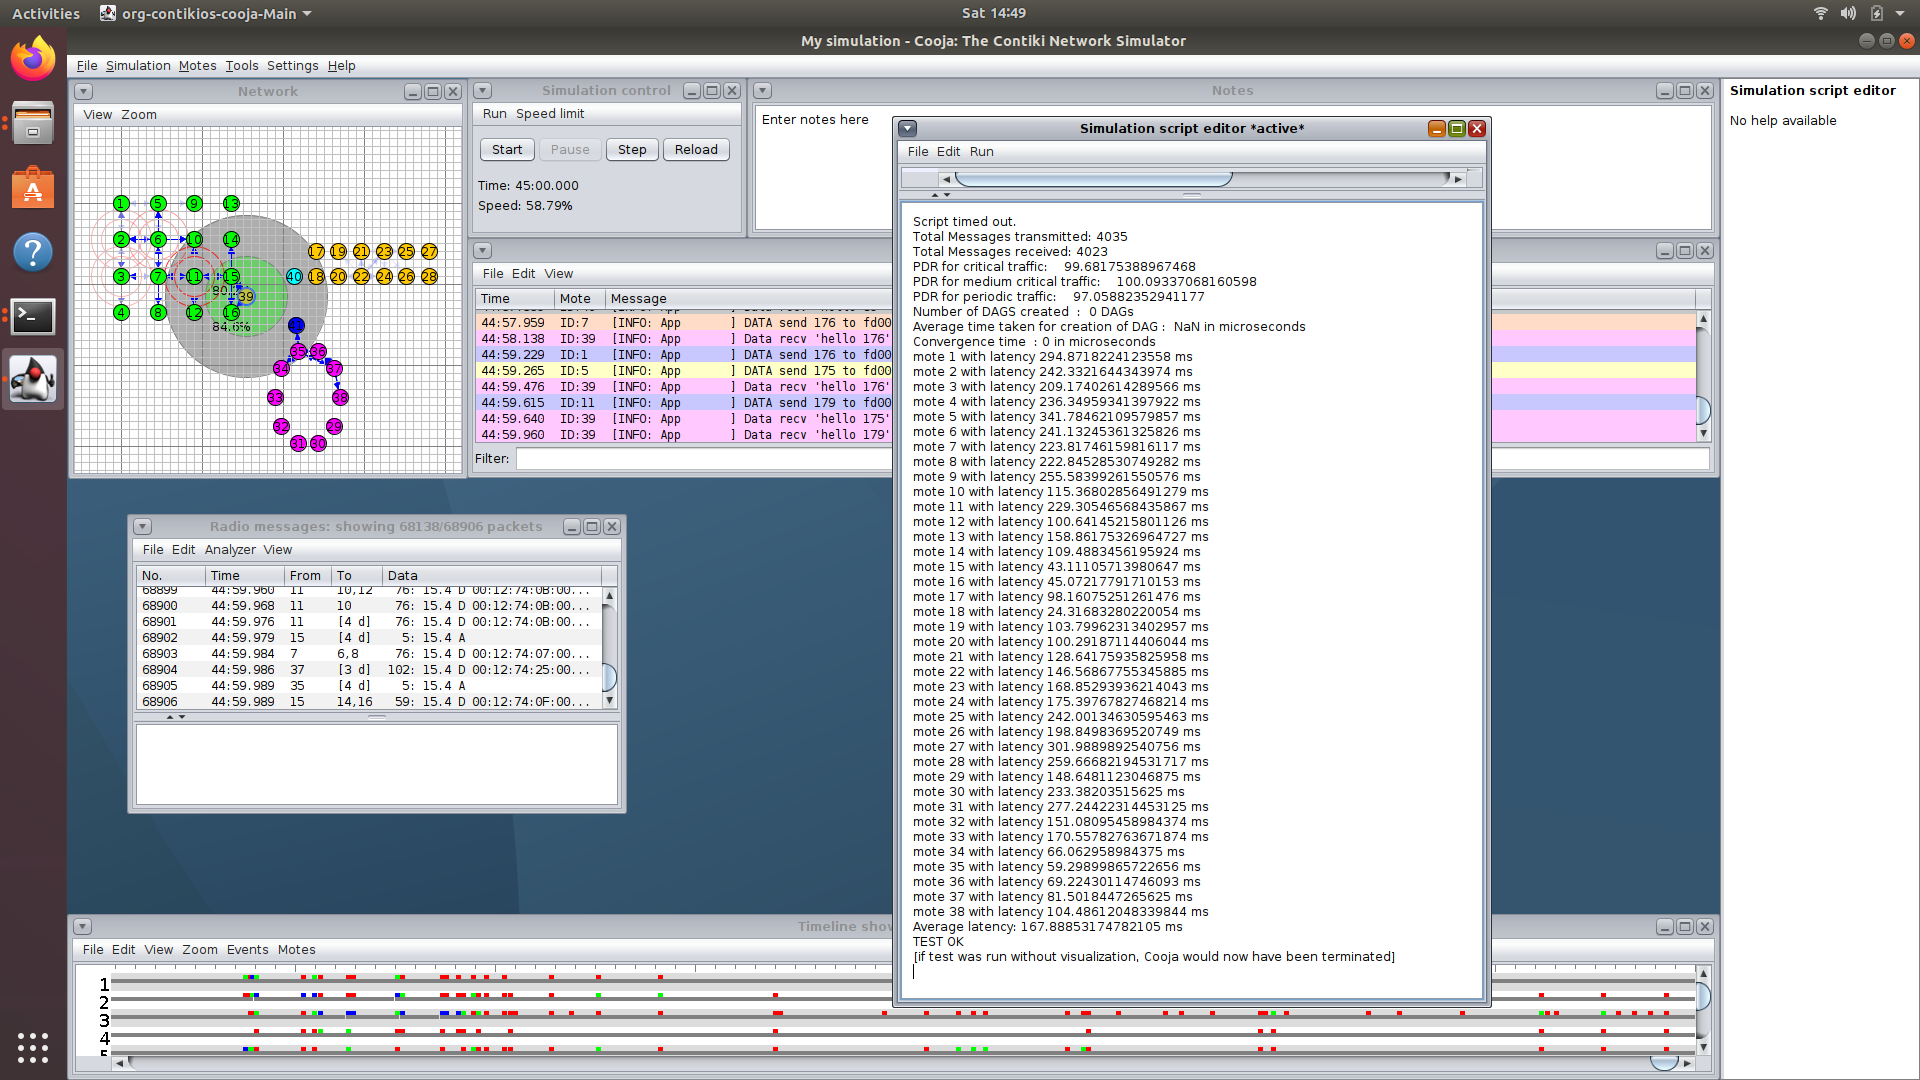 Activities org-contikios-cooja-Main Sat 14:49
My simulation - Cooja: The Contiki Network Simulator
File Simulation Motes Tools Settings Help
Network
View Zoom
1 5 9 13
2 6 10 14
17 19 21 23 25 27
3 7 11 15
40 18 20 22 24 26 28
39
4 8 12 16
84.6%
35 36
34 37
33 38
32 29
31 30
Simulation control
Run Speed limit
Start Pause Step Reload
Time: 45:00.000
Speed: 58.79%
Notes
Enter notes here
File Edit View
Time Mote Message
44:57.959 ID:7 [INFO: App ] DATA send 176 to fd00
44:58.138 ID:39 [INFO: App ] Data recv 'hello 176'
44:59.229 ID:1 [INFO: App ] DATA send 176 to fd00
44:59.265 ID:5 [INFO: App ] DATA send 175 to fd00
44:59.476 ID:39 [INFO: App ] Data recv 'hello 176'
44:59.615 ID:11 [INFO: App ] DATA send 179 to fd00
44:59.640 ID:39 [INFO: App ] Data recv 'hello 175'
44:59.960 ID:39 [INFO: App ] Data recv 'hello 179'
Filter:
Simulation script editor *active*
File Edit Run
Script timed out.
Total Messages transmitted: 4035
Total Messages received: 4023
PDR for critical traffic: 99.68175388967468
PDR for medium critical traffic: 100.09337068160598
PDR for periodic traffic: 97.05882352941177
Number of DAGS created : 0 DAGs
Average time taken for creation of DAG : NaN in microseconds
Convergence time : 0 in microseconds
mote 1 with latency 294.8718224123558 ms
mote 2 with latency 242.3321644343974 ms
mote 3 with latency 209.17402614289566 ms
mote 4 with latency 236.34959341397922 ms
mote 5 with latency 341.78462109579857 ms
mote 6 with latency 241.13245361325826 ms
mote 7 with latency 223.81746159816117 ms
mote 8 with latency 222.84528530749282 ms
mote 9 with latency 255.58399261550576 ms
mote 10 with latency 115.36802856491279 ms
mote 11 with latency 229.30546568435867 ms
mote 12 with latency 100.64145215801126 ms
mote 13 with latency 158.86175326964727 ms
mote 14 with latency 109.4883456195924 ms
mote 15 with latency 43.11105713980647 ms
mote 16 with latency 45.07217791710153 ms
mote 17 with latency 98.16075251261476 ms
mote 18 with latency 24.31683280220054 ms
mote 19 with latency 103.79962313402957 ms
mote 20 with latency 100.29187114406044 ms
mote 21 with latency 128.64175935825958 ms
mote 22 with latency 146.56867755345885 ms
mote 23 with latency 168.85293936214043 ms
mote 24 with latency 175.39767827468214 ms
mote 25 with latency 242.00134630595463 ms
mote 26 with latency 198.8498369520749 ms
mote 27 with latency 301.9889892540756 ms
mote 28 with latency 259.66682194531717 ms
mote 29 with latency 148.6481123046875 ms
mote 30 with latency 233.38203515625 ms
mote 31 with latency 277.24422314453125 ms
mote 32 with latency 151.08095458984374 ms
mote 33 with latency 170.55782763671874 ms
mote 34 with latency 66.062958984375 ms
mote 35 with latency 59.29899865722656 ms
mote 36 with latency 69.22430114746093 ms
mote 37 with latency 81.5018447265625 ms
mote 38 with latency 104.48612048339844 ms
Average latency: 167.88853174782105 ms
TEST OK
[if test was run without visualization, Cooja would now have been terminated]
Simulation script editor
No help available
Radio messages: showing 68138/68906 packets
File Edit Analyzer View
No. Time From To Data
68899 44:59.960 11 10,12 76: 15.4 D 00:12:74:0B:00...
68900 44:59.968 11 10 76: 15.4 D 00:12:74:0B:00...
68901 44:59.976 11 [4 d] 76: 15.4 D 00:12:74:0B:00...
68902 44:59.979 15 [4 d] 5: 15.4 A
68903 44:59.984 7 6,8 76: 15.4 D 00:12:74:07:00...
68904 44:59.986 37 [3 d] 102: 15.4 D 00:12:74:25:00...
68905 44:59.989 35 [4 d] 5: 15.4 A
68906 44:59.989 15 14,16 59: 15.4 D 00:12:74:0F:00...
Timeline show
File Edit View Zoom Events Motes
1
2
3
4
5